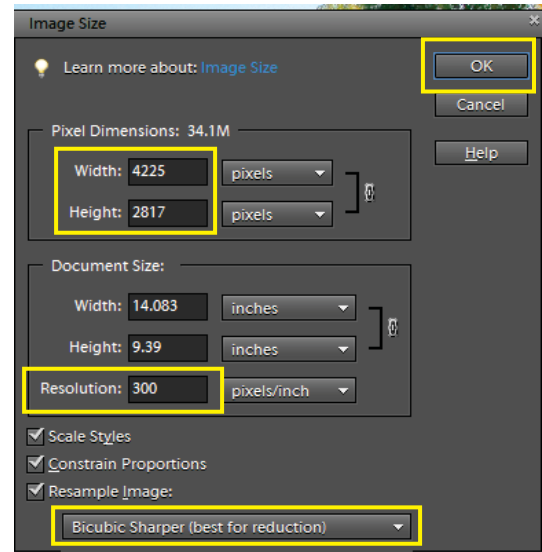 Image Size
Learn more about: Image Size
OK
Cancel
Help
Pixel Dimensions: 34.1M
Width: 4225 pixels
Height: 2817 pixels
Document Size:
Width: 14.083 inches
Height: 9.39 inches
Resolution: 300 pixels/inch
Scale Styles
Constrain Proportions
Resample Image:
Bicubic Sharper (best for reduction)